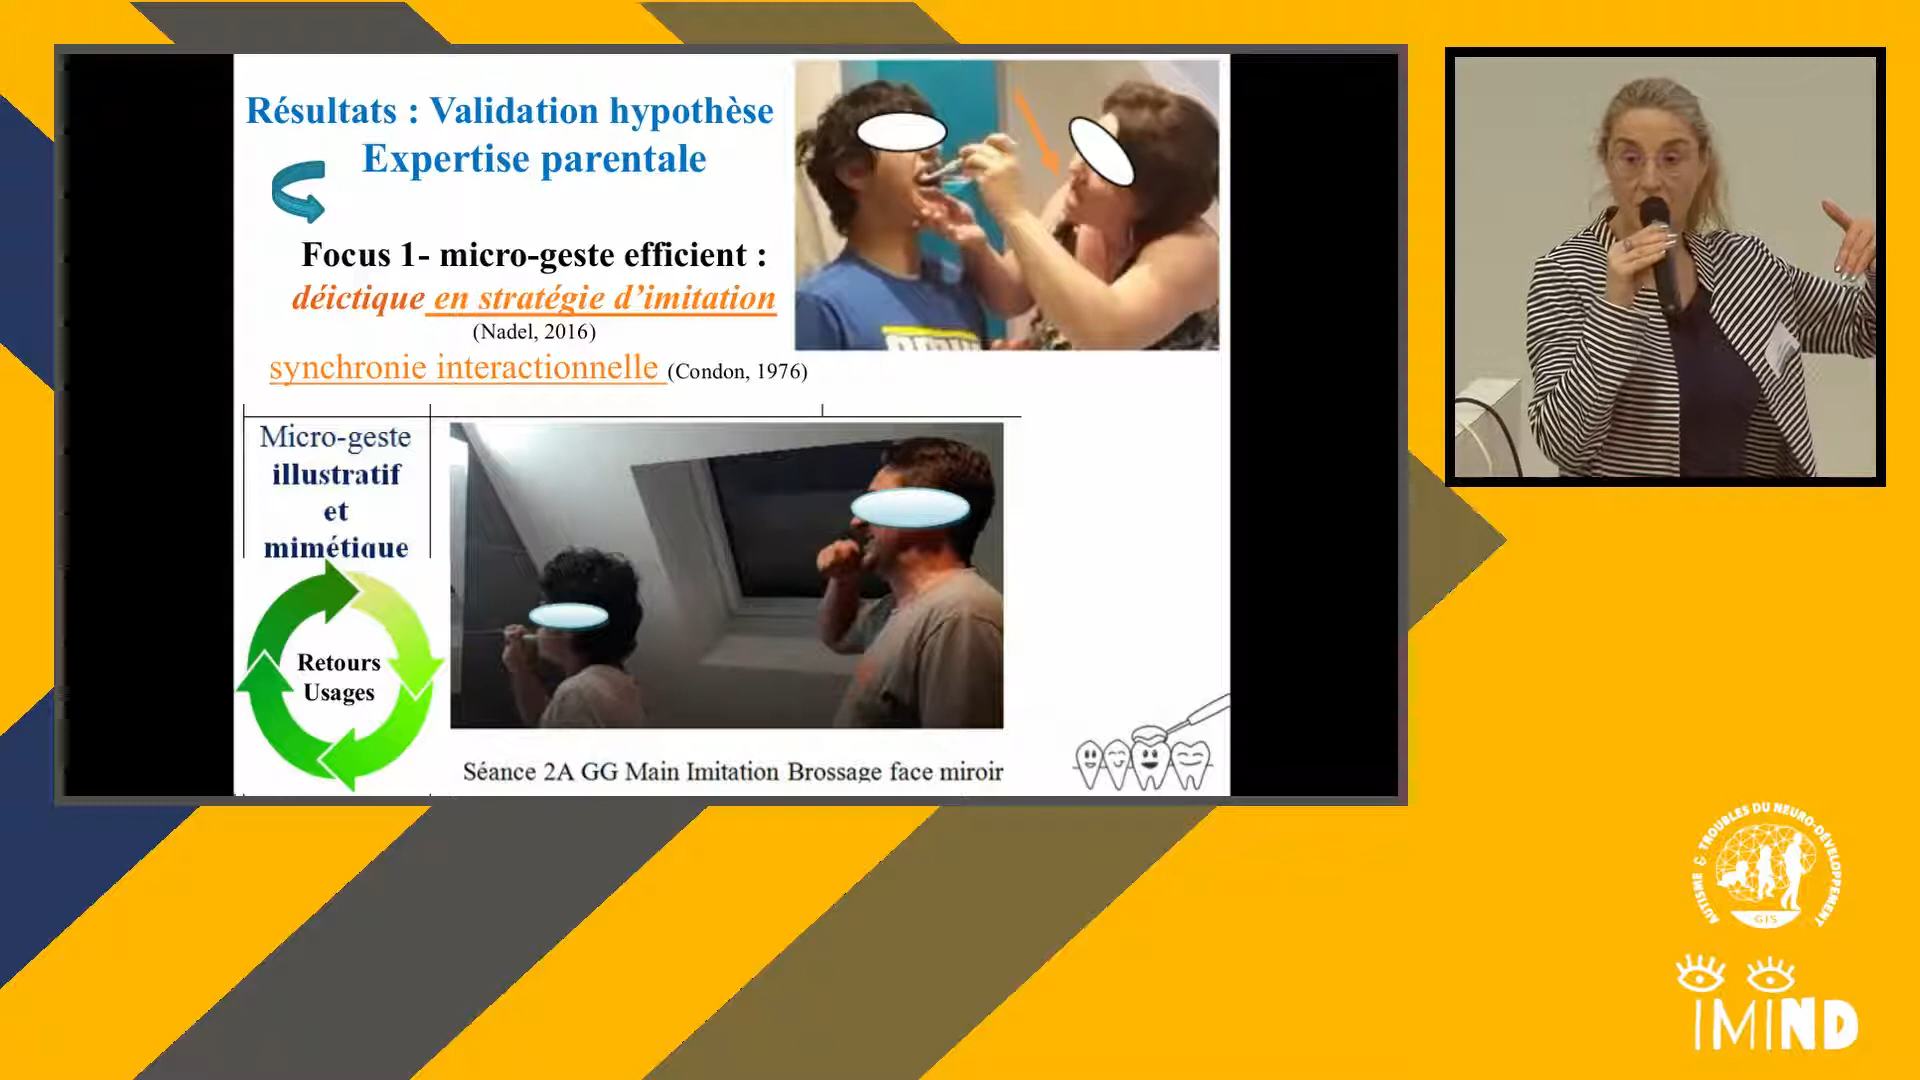 Résultats : Validation hypothèse
Expertise parentale
Focus 1- micro-geste efficient :
déictique en stratégie d’imitation
(Nadel, 2016)
synchronie interactionnelle (Condon, 1976)
Micro-geste
illustratif
et
mimétique
Retours
Usages
Séance 2A GG Main Imitation Brossage face miroir
AUTISME & TROUBLES DU NEURO-DÉVELOPPEMENT
GIS
IMIND